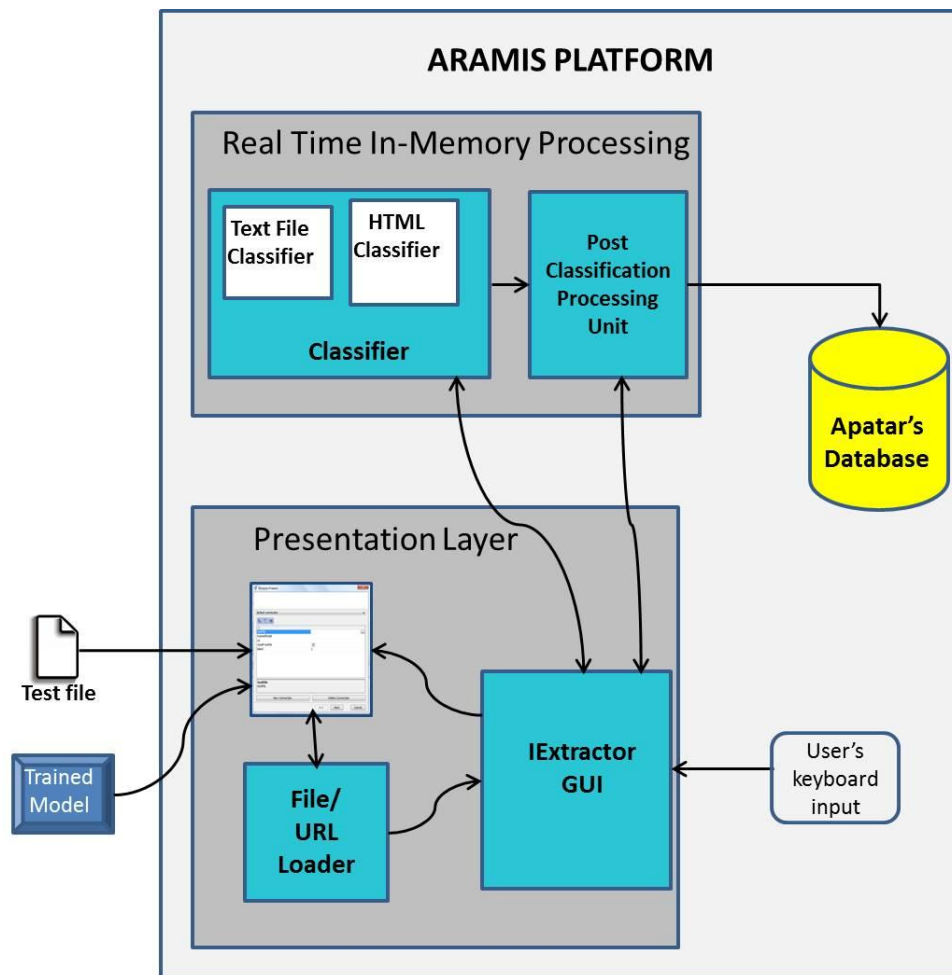 ARAMIS PLATFORM
Real Time In-Memory Processing
Text File
Classifier
HTML
Classifier
Classifier
Post
Classification
Processing
Unit
Apatar's
Database
Presentation Layer
Test file
Trained
Model
File/
URL
Loader
IExtractor
GUI
User's
keyboard
input